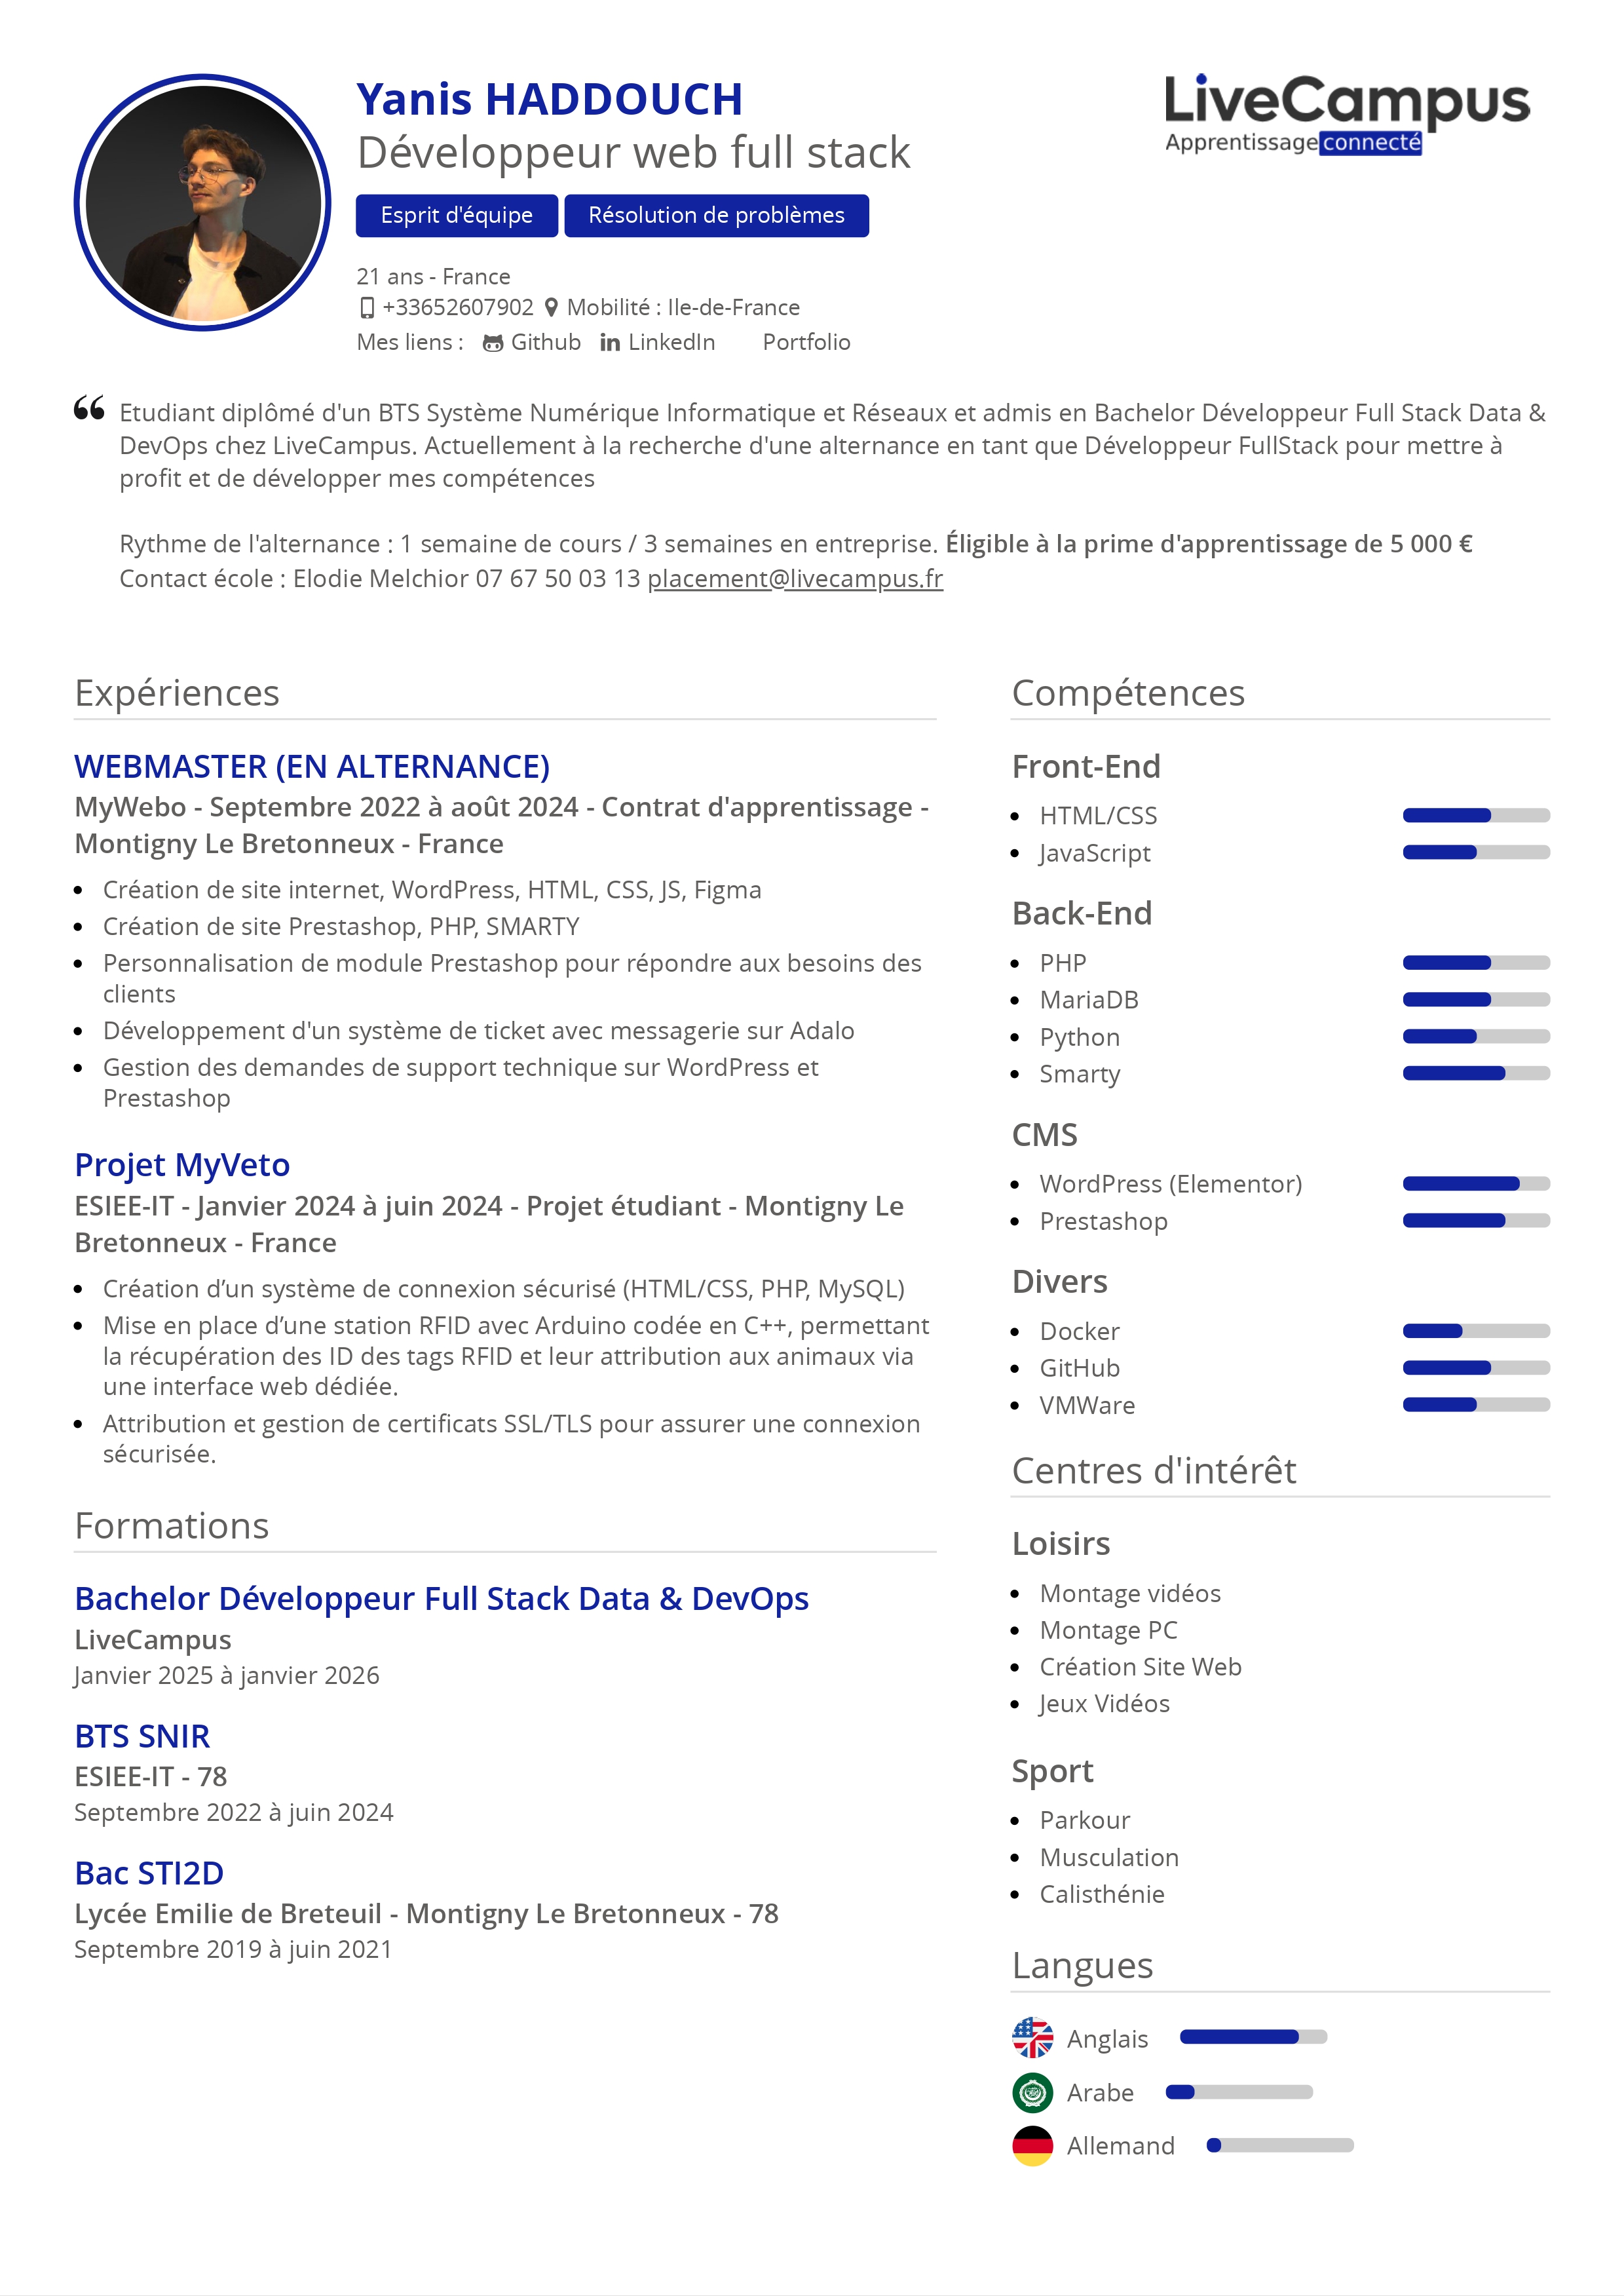 Yanis HADDOUCH
Développeur web full stack
Esprit d'équipe
Résolution de problèmes
21 ans - France
+33652607902 Mobilité : Ile-de-France
Mes liens : Github LinkedIn Portfolio
LiveCampus
Apprentissage connecté
Etudiant diplômé d'un BTS Système Numérique Informatique et Réseaux et admis en Bachelor Développeur Full Stack Data &
DevOps chez LiveCampus. Actuellement à la recherche d'une alternance en tant que Développeur FullStack pour mettre à
profit et de développer mes compétences
Rythme de l'alternance : 1 semaine de cours / 3 semaines en entreprise. Éligible à la prime d'apprentissage de 5 000 €
Contact école : Elodie Melchior 07 67 50 03 13 placement@livecampus.fr
Expériences
WEBMASTER (EN ALTERNANCE)
MyWebo - Septembre 2022 à août 2024 - Contrat d'apprentissage -
Montigny Le Bretonneux - France
Création de site internet, WordPress, HTML, CSS, JS, Figma
Création de site Prestashop, PHP, SMARTY
Personnalisation de module Prestashop pour répondre aux besoins des
clients
Développement d'un système de ticket avec messagerie sur Adalo
Gestion des demandes de support technique sur WordPress et
Prestashop
Projet MyVeto
ESIEE-IT - Janvier 2024 à juin 2024 - Projet étudiant - Montigny Le
Bretonneux - France
Création d’un système de connexion sécurisé (HTML/CSS, PHP, MySQL)
Mise en place d’une station RFID avec Arduino codée en C++, permettant
la récupération des ID des tags RFID et leur attribution aux animaux via
une interface web dédiée.
Attribution et gestion de certificats SSL/TLS pour assurer une connexion
sécurisée.
Formations
Bachelor Développeur Full Stack Data & DevOps
LiveCampus
Janvier 2025 à janvier 2026
BTS SNIR
ESIEE-IT - 78
Septembre 2022 à juin 2024
Bac STI2D
Lycée Emilie de Breteuil - Montigny Le Bretonneux - 78
Septembre 2019 à juin 2021
Compétences
Front-End
HTML/CSS
JavaScript
Back-End
PHP
MariaDB
Python
Smarty
CMS
WordPress (Elementor)
Prestashop
Divers
Docker
GitHub
VMWare
Centres d'intérêt
Loisirs
Montage vidéos
Montage PC
Création Site Web
Jeux Vidéos
Sport
Parkour
Musculation
Calisthénie
Langues
Anglais
Arabe
Allemand